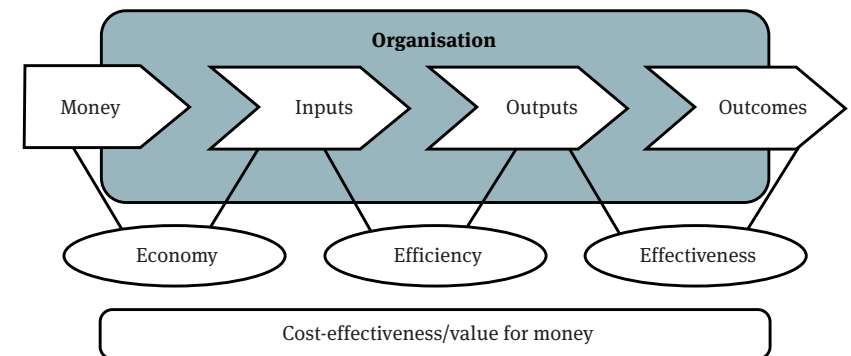 Organisation
Money
Inputs
Outputs
Outcomes
Economy
Efficiency
Effectiveness
Cost-effectiveness/value for money